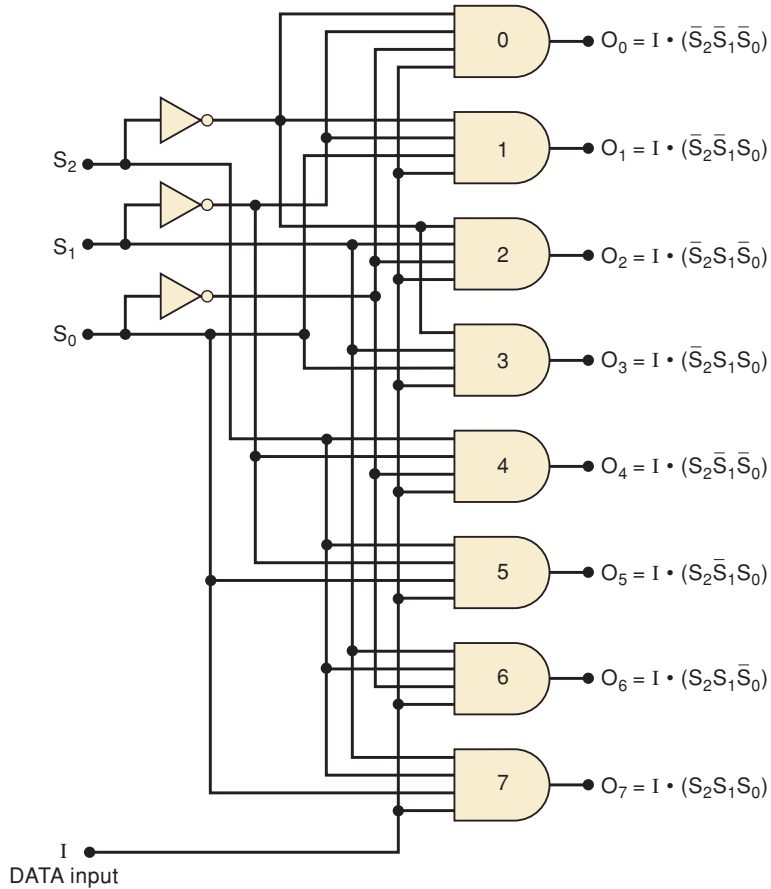 0
O₀ = I • (S̅₂S̅₁S̅₀)
1
O₁ = I • (S̅₂S̅₁S₀)
S₂
2
O₂ = I • (S̅₂S₁S̅₀)
S₁
S₀
3
O₃ = I • (S̅₂S₁S₀)
4
O₄ = I • (S₂S̅₁S̅₀)
5
O₅ = I • (S₂S̅₁S₀)
6
O₆ = I • (S₂S₁S̅₀)
7
O₇ = I • (S₂S₁S₀)
I
DATA input